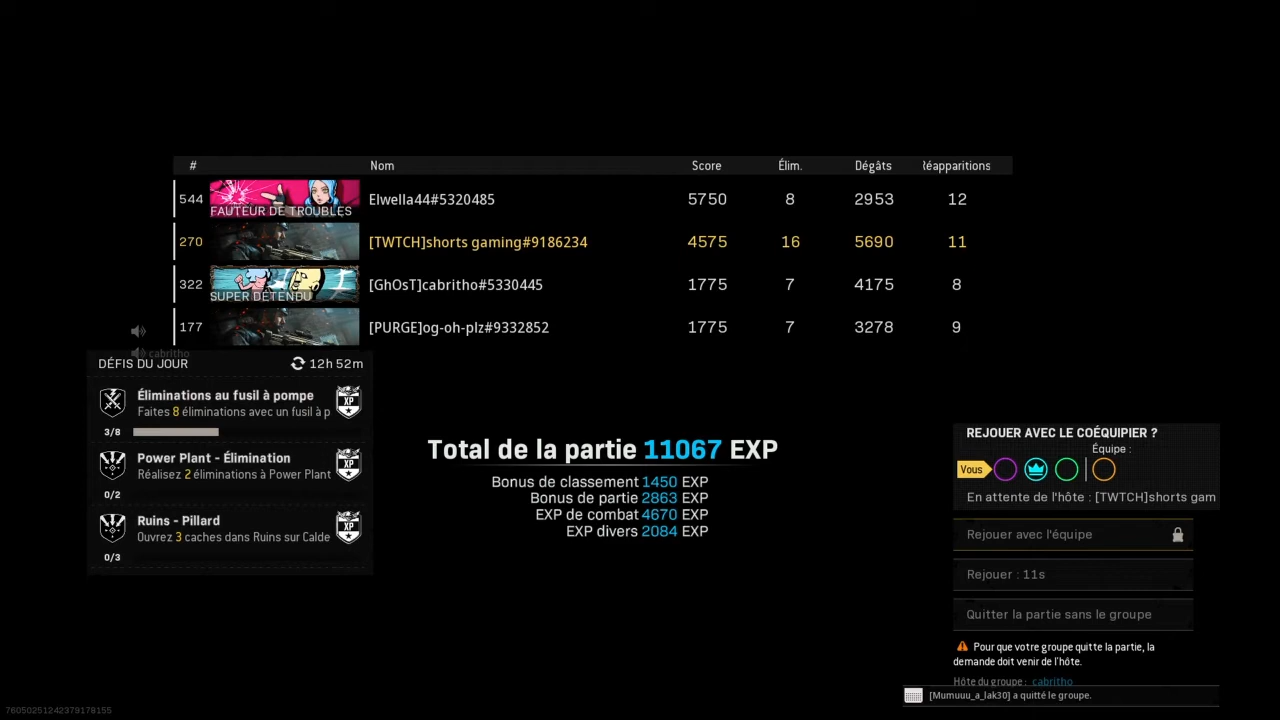 # Nom Score Élim. Dégâts Réapparitions
544 FAUTEUR DE TROUBLES Elwella44#5320485 5750 8 2953 12
270 [TWTCH]shorts gaming#9186234 4575 16 5690 11
322 SUPER DÉTENDU [GhOsT]cabritho#5330445 1775 7 4175 8
177 [PURGE]og-oh-plz#9332852 1775 7 3278 9
cabritho
DÉFIS DU JOUR 12h 52m
Éliminations au fusil à pompe
Faites 8 éliminations avec un fusil à p
XP
3/8
Power Plant - Élimination
Réalisez 2 éliminations à Power Plant
XP
0/2
Ruins - Pillard
Ouvrez 3 caches dans Ruins sur Calde
XP
0/3
Total de la partie 11067 EXP
Bonus de classement 1450 EXP
Bonus de partie 2863 EXP
EXP de combat 4670 EXP
EXP divers 2084 EXP
REJOUER AVEC LE COÉQUIPIER ?
Équipe :
Vous
En attente de l'hôte : [TWTCH]shorts gam
Rejouer avec l'équipe
Rejouer : 11s
Quitter la partie sans le groupe
Pour que votre groupe quitte la partie, la
demande doit venir de l'hôte.
Hôte du groupe : cabritho
[Mumuuu_a_lak30] a quitté le groupe.
76050251242379178155